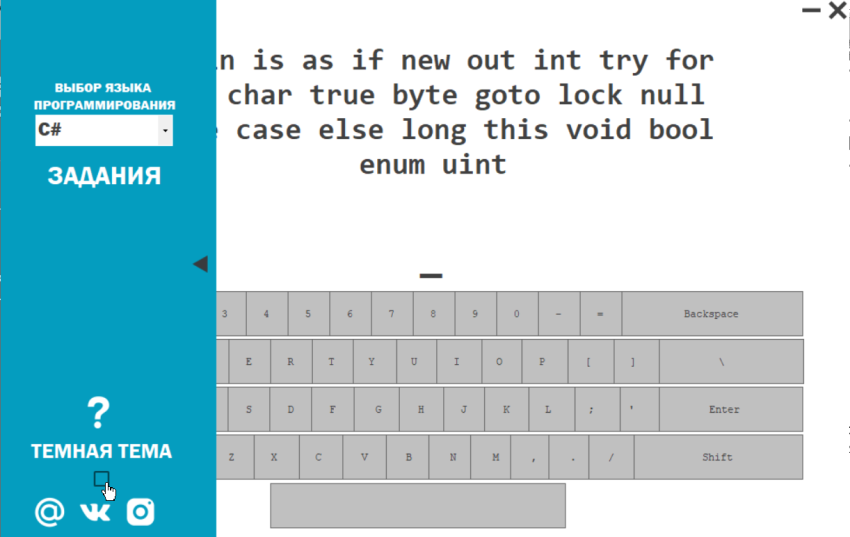 ВЫБОР ЯЗЫКА
ПРОГРАММИРОВАНИЯ
C#
ЗАДАНИЯ
?
ТЕМНАЯ ТЕМА
is as if new out int try for
char true byte goto lock null
case else long this void bool
enum uint
3 4 5 6 7 8 9 0 - = Backspace
E R T Y U I O P [ ] \
S D F G H J K L ; ' Enter
Z X C V B N M , . / Shift